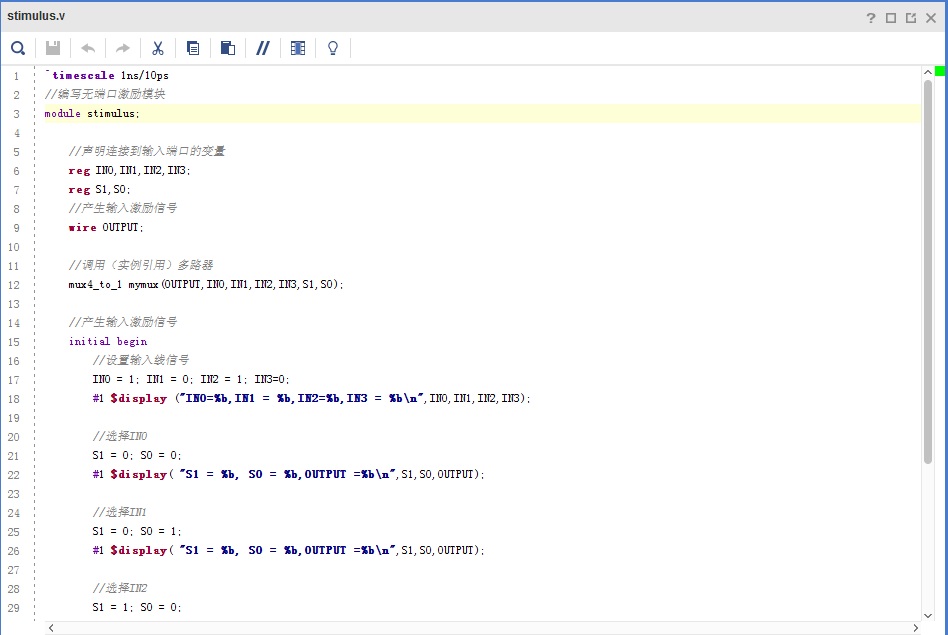 stimulus.v
1 `timescale 1ns/10ps
2 //编写无端口激励模块
3 module stimulus;
4
5 //声明连接到输入端口的变量
6 reg IN0,IN1,IN2,IN3;
7 reg S1,S0;
8 //产生输入激励信号
9 wire OUTPUT;
10
11 //调用（实例引用）多路器
12 mux4_to_1 mymux(OUTPUT,IN0,IN1,IN2,IN3,S1,S0);
13
14 //产生输入激励信号
15 initial begin
16 //设置输入线信号
17 IN0 = 1; IN1 = 0; IN2 = 1; IN3=0;
18 #1 $display ("IN0=%b,IN1 = %b,IN2=%b,IN3 = %b\n",IN0,IN1,IN2,IN3);
19
20 //选择IN0
21 S1 = 0; S0 = 0;
22 #1 $display( "S1 = %b, S0 = %b,OUTPUT =%b\n",S1,S0,OUTPUT);
23
24 //选择IN1
25 S1 = 0; S0 = 1;
26 #1 $display( "S1 = %b, S0 = %b,OUTPUT =%b\n",S1,S0,OUTPUT);
27
28 //选择IN2
29 S1 = 1; S0 = 0;